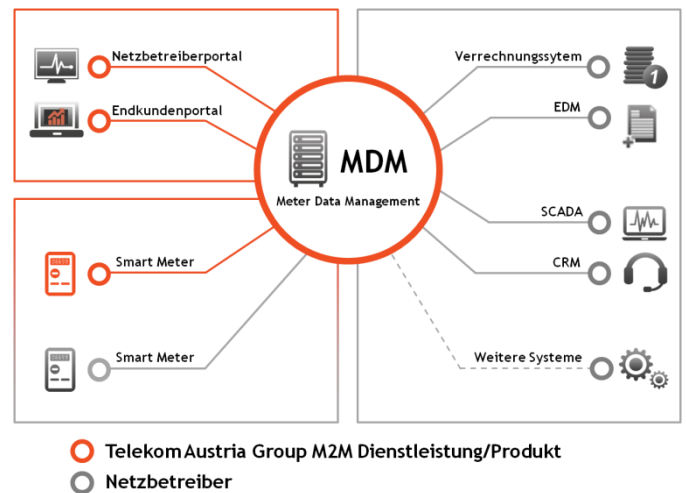 Netzbetreiberportal
Endkundenportal
Smart Meter
Smart Meter
MDM
Meter Data Management
Verrechnungssytem
1
EDM
SCADA
CRM
Weitere Systeme
Telekom Austria Group M2M Dienstleistung/Produkt
Netzbetreiber